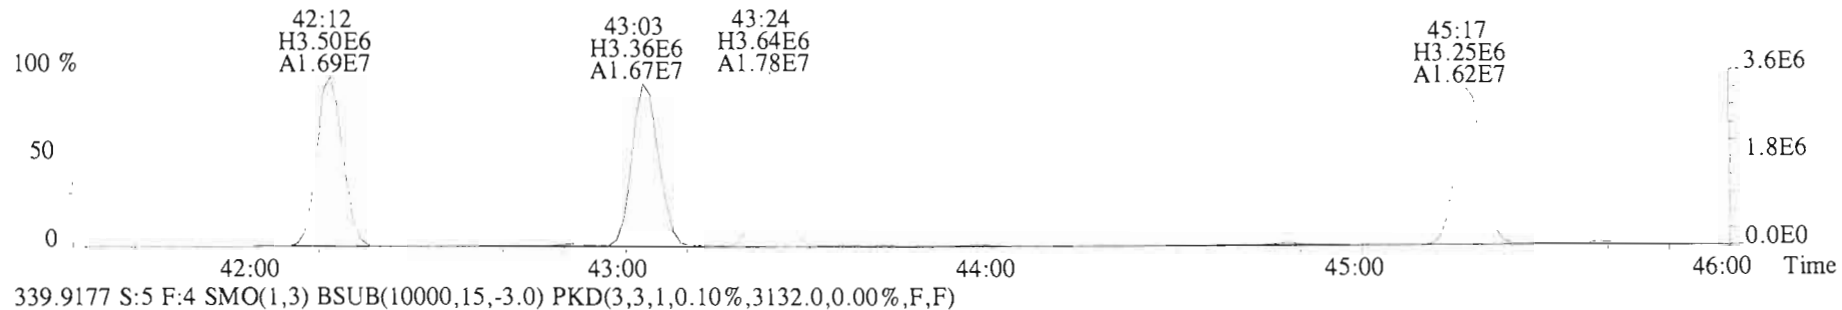 42:12
H3.50E6
A1.69E7
43:03
H3.36E6
A1.67E7
43:24
H3.64E6
A1.78E7
45:17
H3.25E6
A1.62E7
100 %
50
0
3.6E6
1.8E6
0.0E0
42:00 43:00 44:00 45:00 46:00 Time
339.9177 S:5 F:4 SMO(1,3) BSUB(10000,15,-3.0) PKD(3,3,1,0.10%,3132.0,0.00%,F,F)